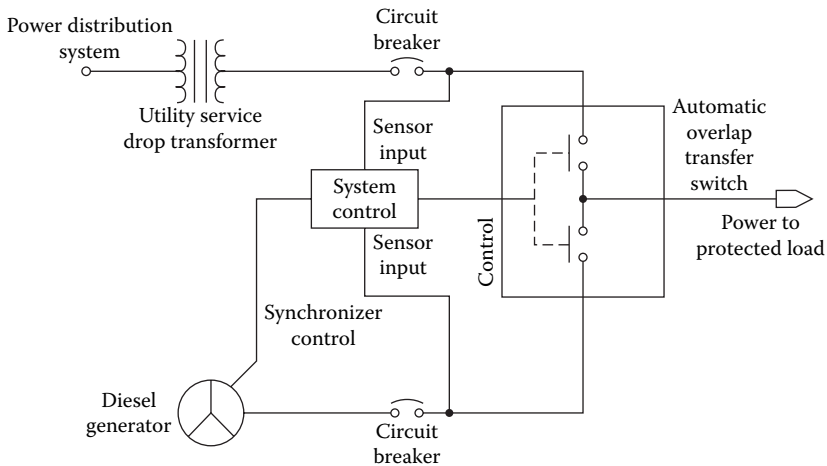 Power distribution
system
Circuit
breaker
Utility service
drop transformer
Sensor
input
Automatic
overlap
transfer
switch
System
control
Power to
protected load
Control
Sensor
input
Synchronizer
control
Diesel
generator
Circuit
breaker